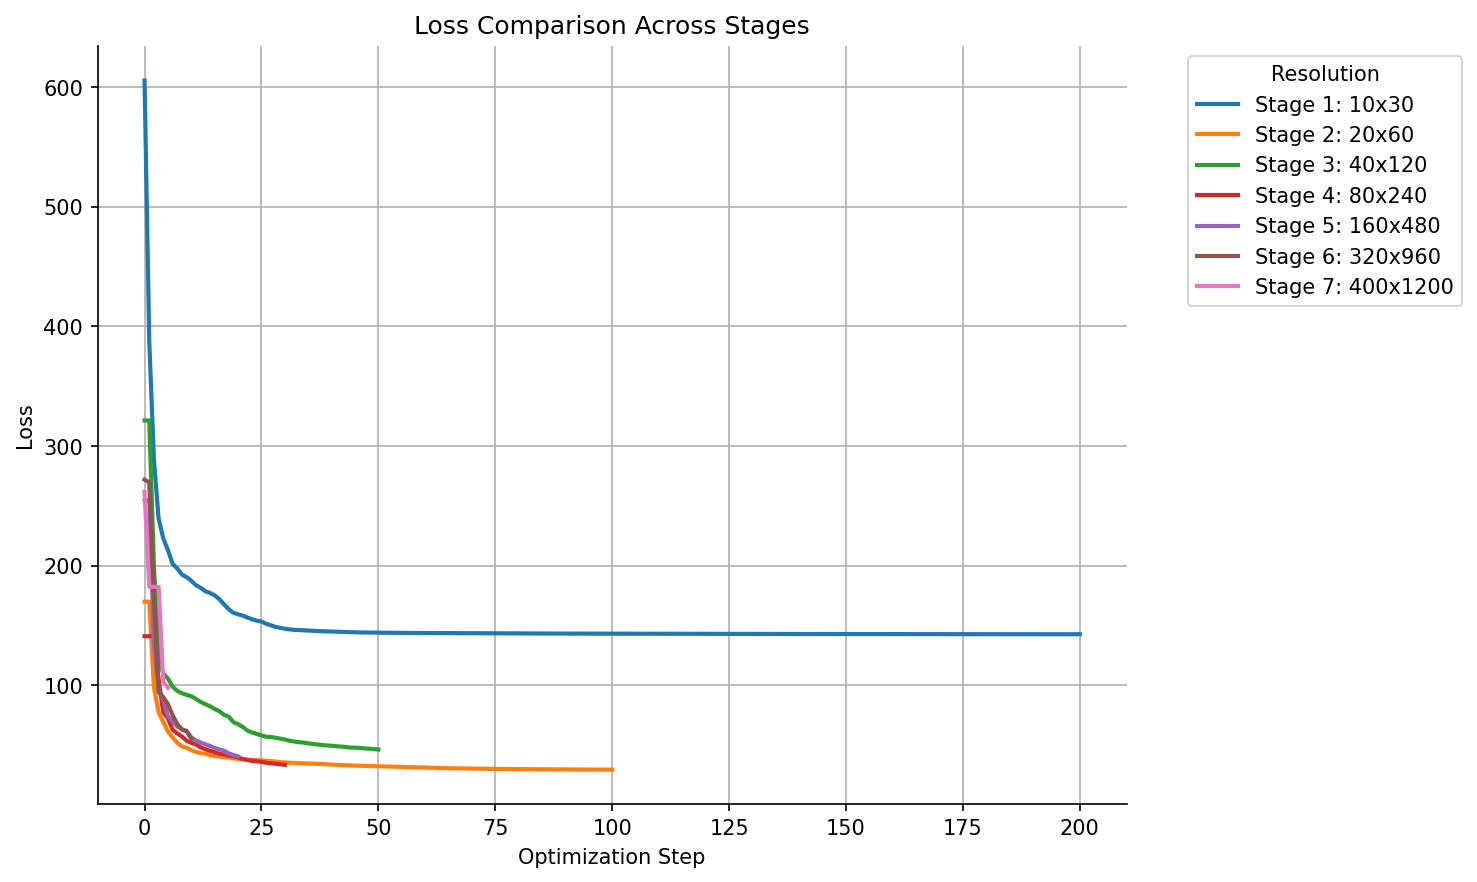 Loss Comparison Across Stages
600
500
400
300
200
100
Loss
0 25 50 75 100 125 150 175 200
Optimization Step
Resolution
Stage 1: 10x30
Stage 2: 20x60
Stage 3: 40x120
Stage 4: 80x240
Stage 5: 160x480
Stage 6: 320x960
Stage 7: 400x1200